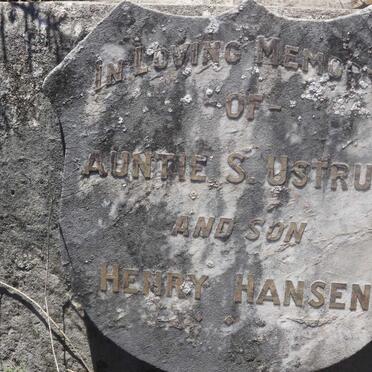 IN LOVING MEMOR
-OF-
AUNTIE S. USTRU
AND SON
HENRY HANSEN